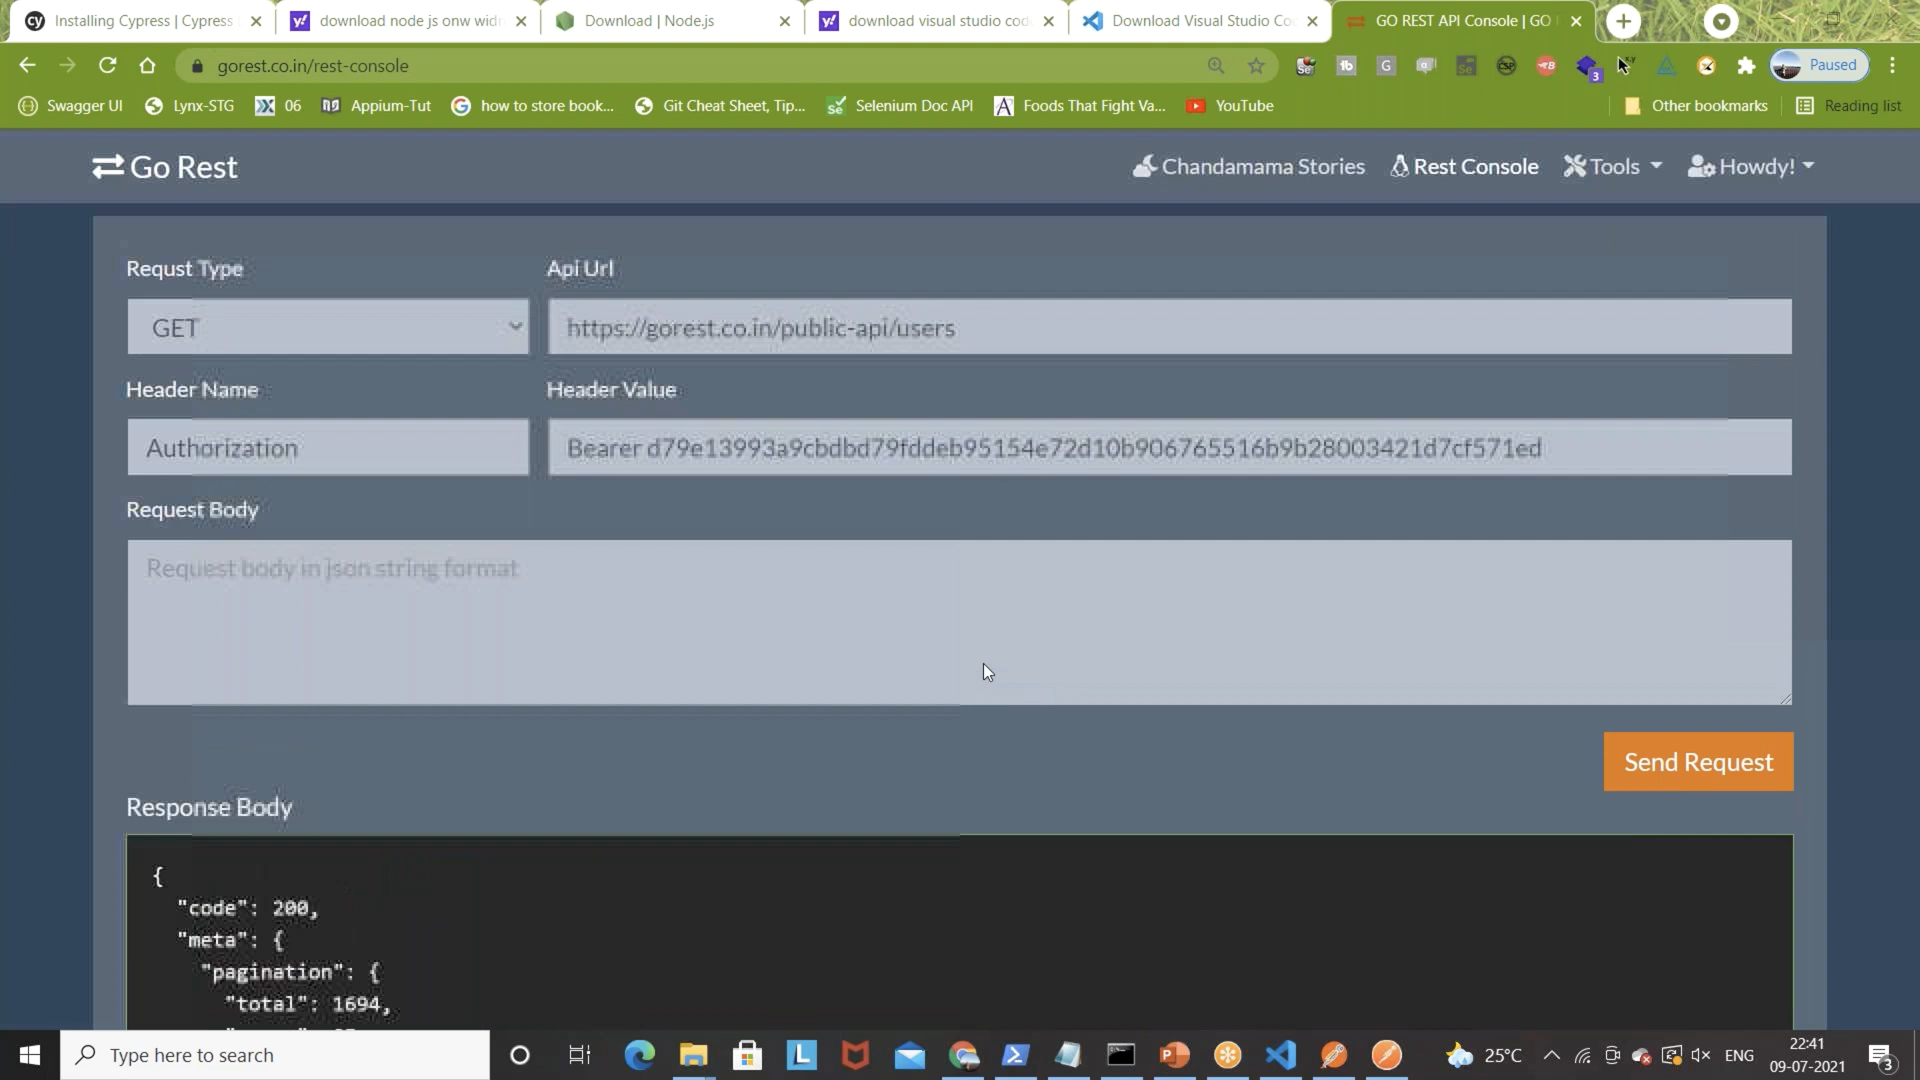 Installing Cypress | Cypress
download node js onw wid
Download | Node.js
download visual studio cod
Download Visual Studio Co
GO REST API Console | GO
gorest.co.in/rest-console
Paused
Swagger UI
Lynx-STG
06
Appium-Tut
how to store book...
Git Cheat Sheet, Tip...
Selenium Doc API
Foods That Fight Va...
YouTube
Other bookmarks
Reading list
Go Rest
Chandamama Stories
Rest Console
Tools
Howdy!
Requst Type
Api Url
GET
https://gorest.co.in/public-api/users
Header Name
Header Value
Authorization
Bearer d79e13993a9cbdbd79fddeb95154e72d10b906765516b9b28003421d7cf571ed
Request Body
Request body in json string format
Send Request
Response Body
{
"code": 200,
"meta": {
"pagination": {
"total": 1694,
Type here to search
25°C
ENG
22:41
09-07-2021
3